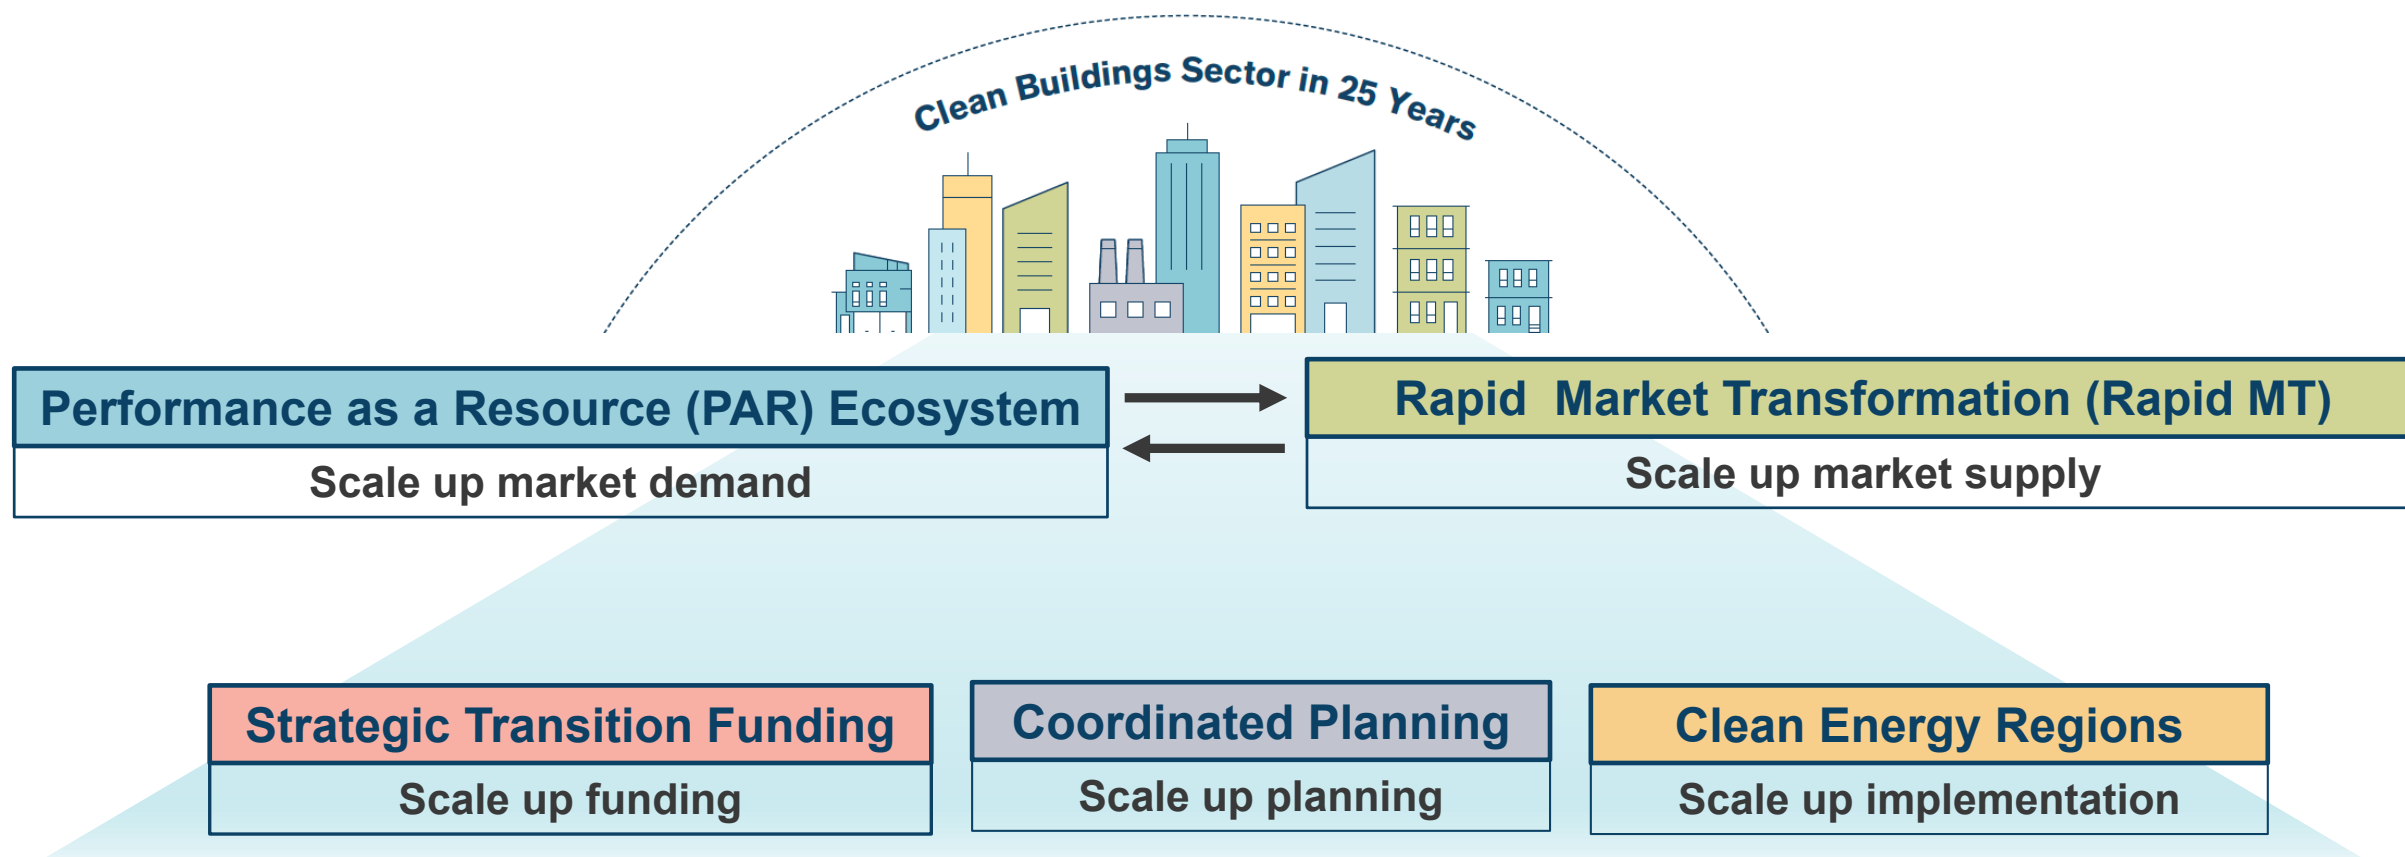 Clean Buildings Sector in 25 Years
Performance as a Resource (PAR) Ecosystem
Scale up market demand
Rapid Market Transformation (Rapid MT)
Scale up market supply
Strategic Transition Funding
Scale up funding
Coordinated Planning
Scale up planning
Clean Energy Regions
Scale up implementation